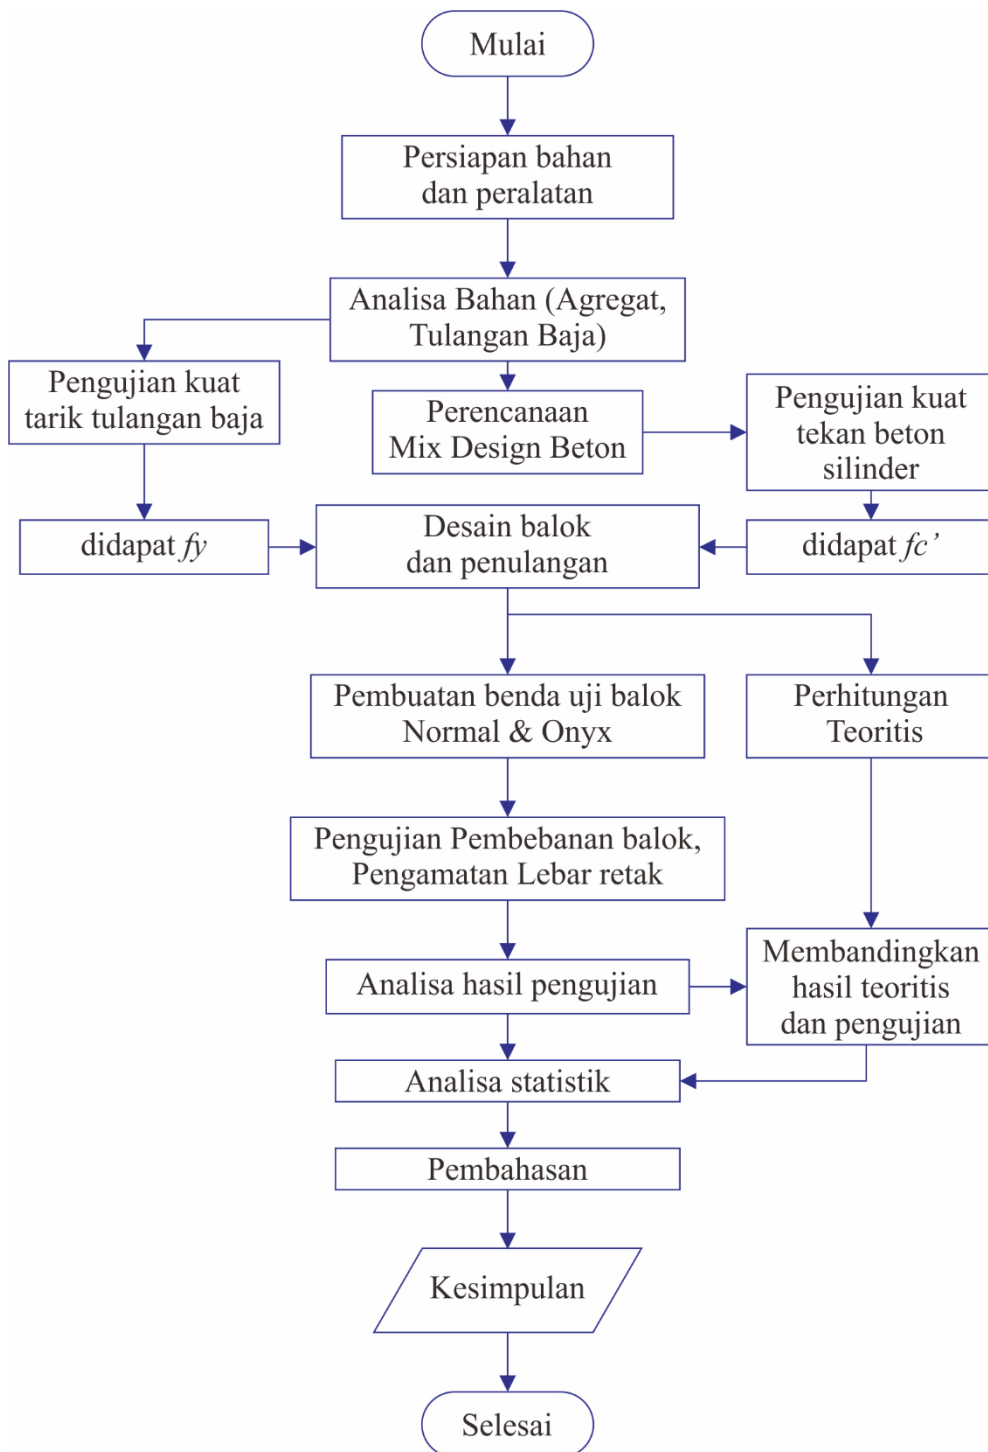 Mulai
Persiapan bahan
dan peralatan
Analisa Bahan (Agregat,
Tulangan Baja)
Pengujian kuat
tarik tulangan baja
Perencanaan
Mix Design Beton
Pengujian kuat
tekan beton
silinder
didapat fy
Desain balok
dan penulangan
didapat fc’
Pembuatan benda uji balok
Normal & Onyx
Perhitungan
Teoritis
Pengujian Pembebanan balok,
Pengamatan Lebar retak
Analisa hasil pengujian
Membandingkan
hasil teoritis
dan pengujian
Analisa statistik
Pembahasan
Kesimpulan
Selesai